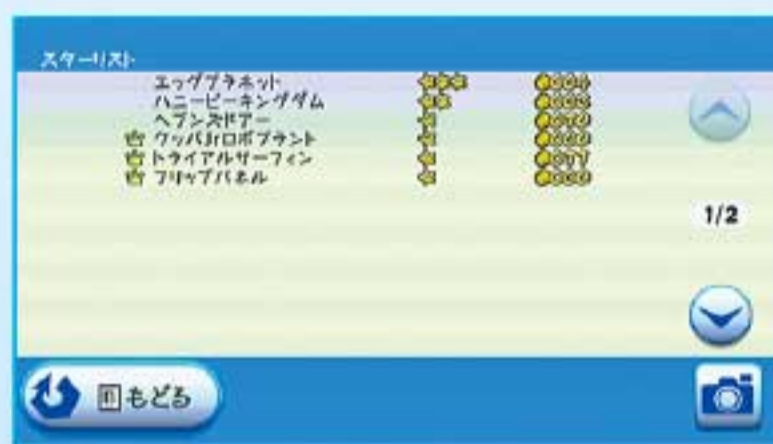 スターリスト
エッグプラネット
ハニービーキングダム
ヘブンズドアー
クッパJrロボプラント
トライアルサーフィン
フリップパネル
1/2
もどる